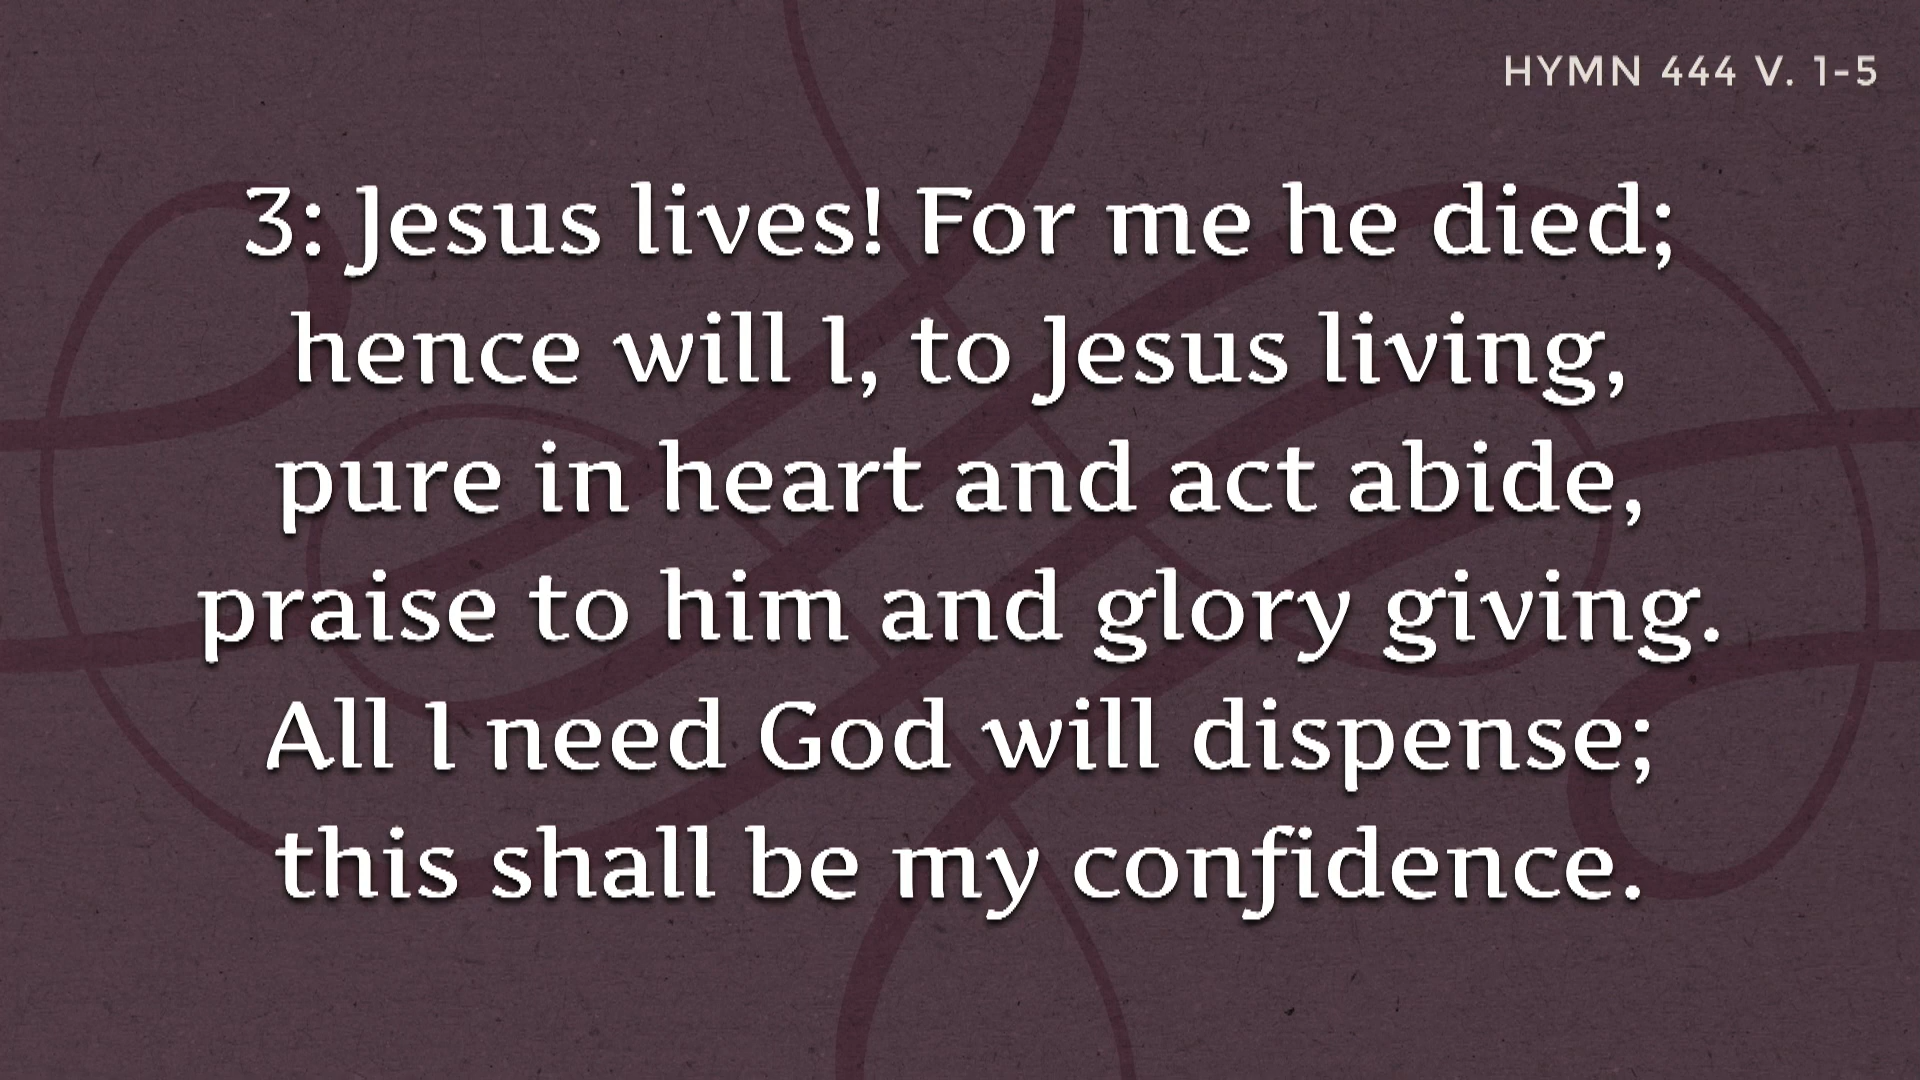 HYMN 444 V. 1-5
3: Jesus lives! For me he died;
hence will I, to Jesus living,
pure in heart and act abide,
praise to him and glory giving.
All I need God will dispense;
this shall be my confidence.